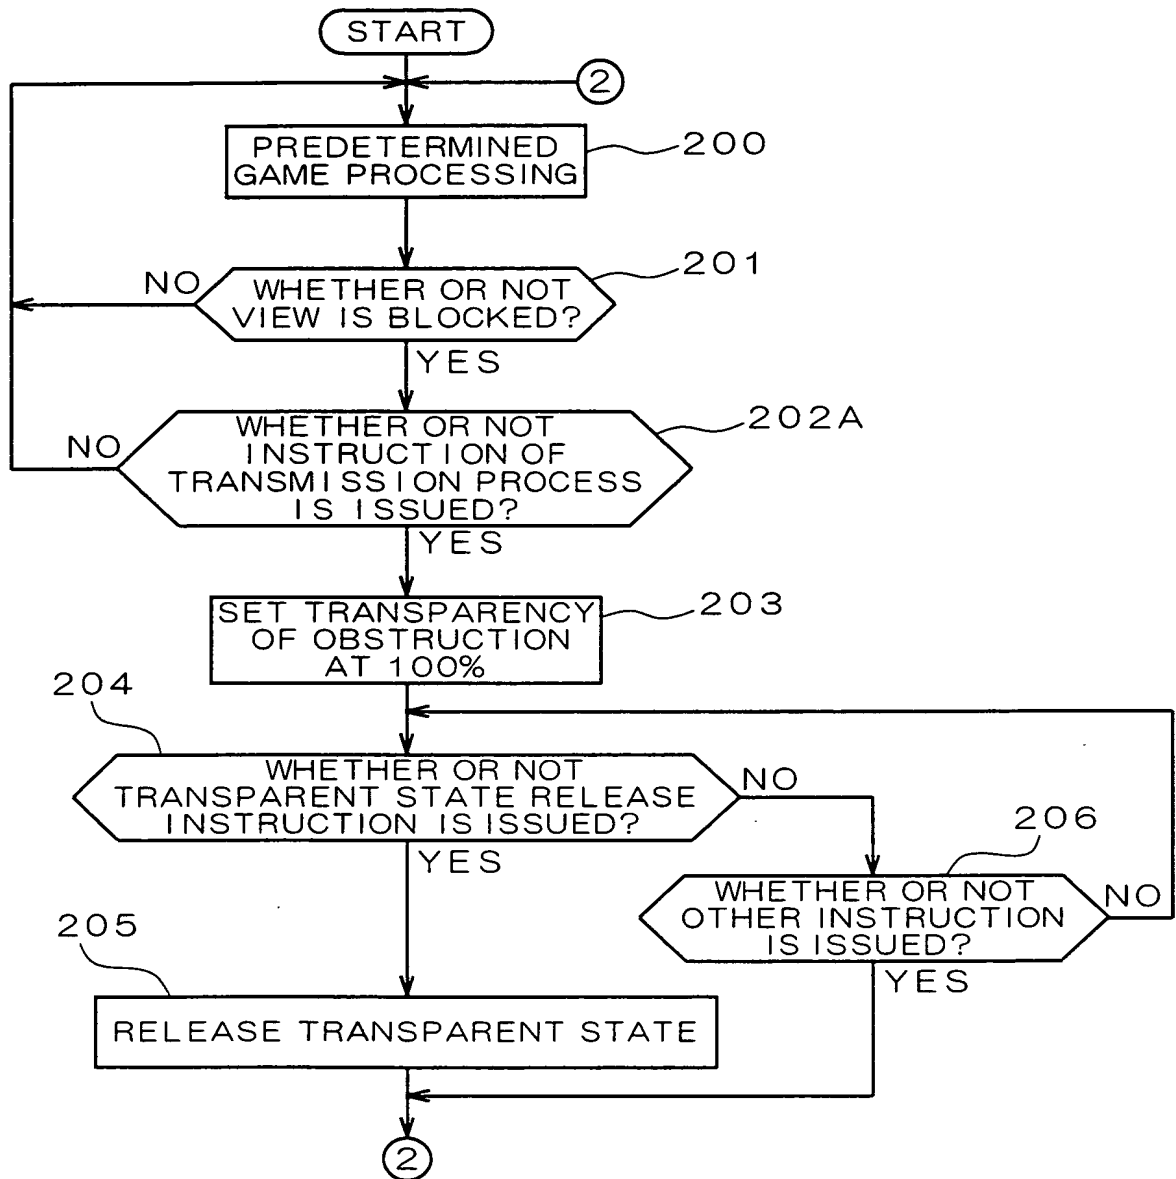 START
2
PREDETERMINED
GAME PROCESSING
200
NO
WHETHER OR NOT
VIEW IS BLOCKED?
201
YES
NO
WHETHER OR NOT
INSTRUCTION OF
TRANSMISSION PROCESS
IS ISSUED?
202A
YES
SET TRANSPARENCY
OF OBSTRUCTION
AT 100%
203
204
WHETHER OR NOT
TRANSPARENT STATE RELEASE
INSTRUCTION IS ISSUED?
NO
YES
206
WHETHER OR NOT
OTHER INSTRUCTION
IS ISSUED?
NO
YES
205
RELEASE TRANSPARENT STATE
2